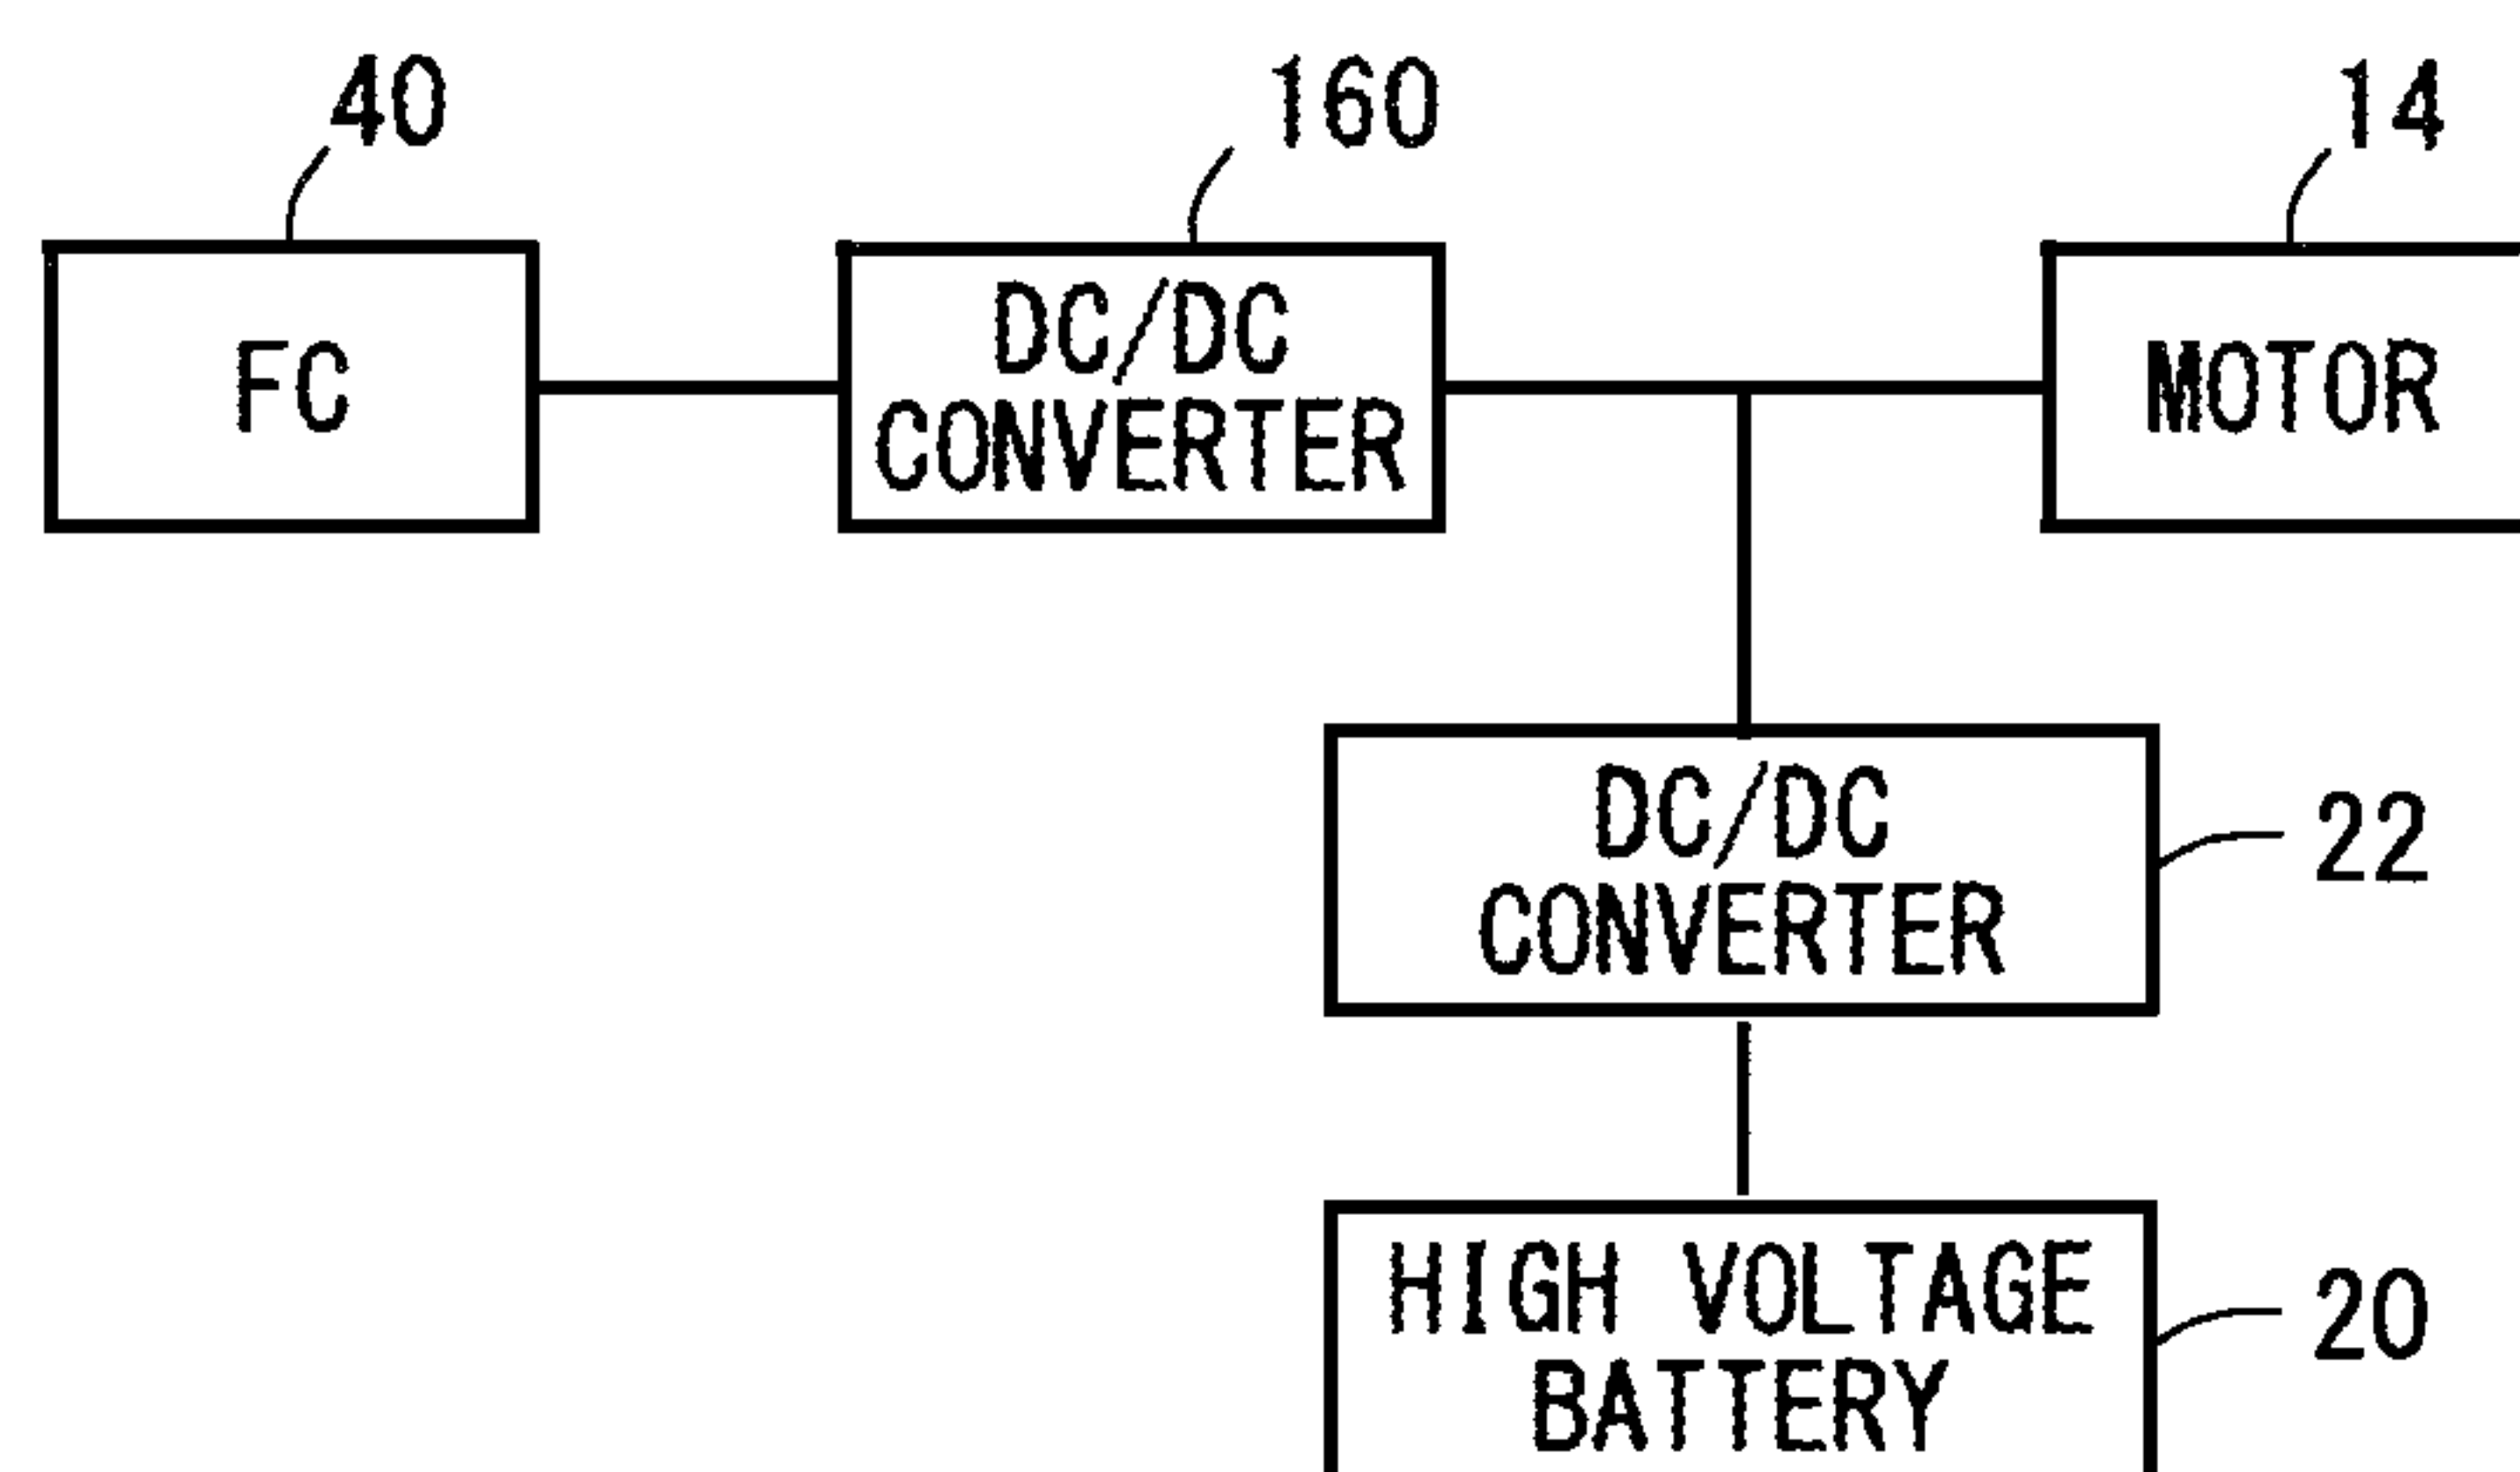 40
160
14
FC
DC/DC
CONVERTER
MOTOR
DC/DC
CONVERTER
22
HIGH VOLTAGE
BATTERY
20